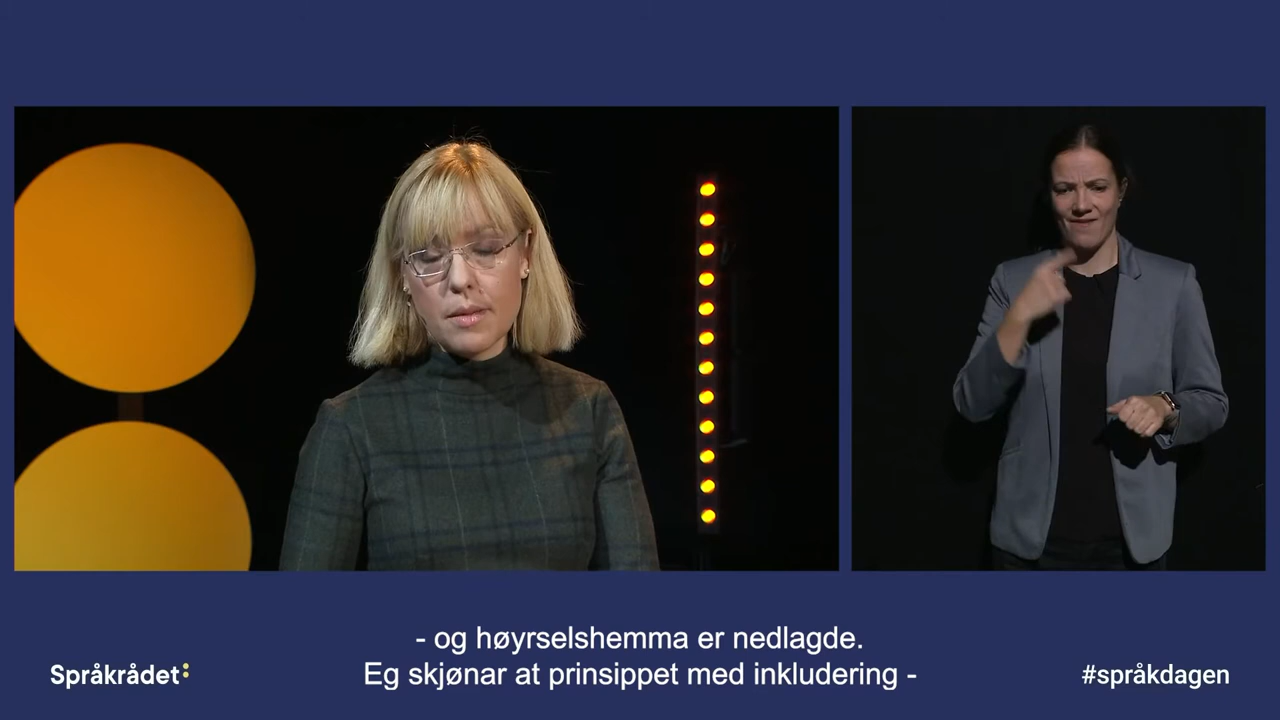 - og høyrselshemma er nedlagde.
Eg skjønar at prinsippet med inkludering -
Språkrådet:
#språkdagen